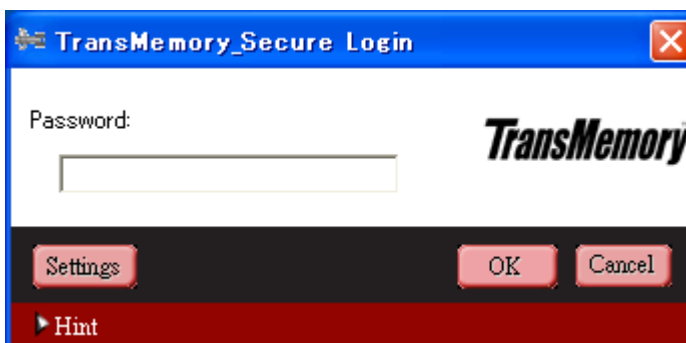 TransMemory_Secure Login
Password:
TransMemory
Settings
OK
Cancel
Hint